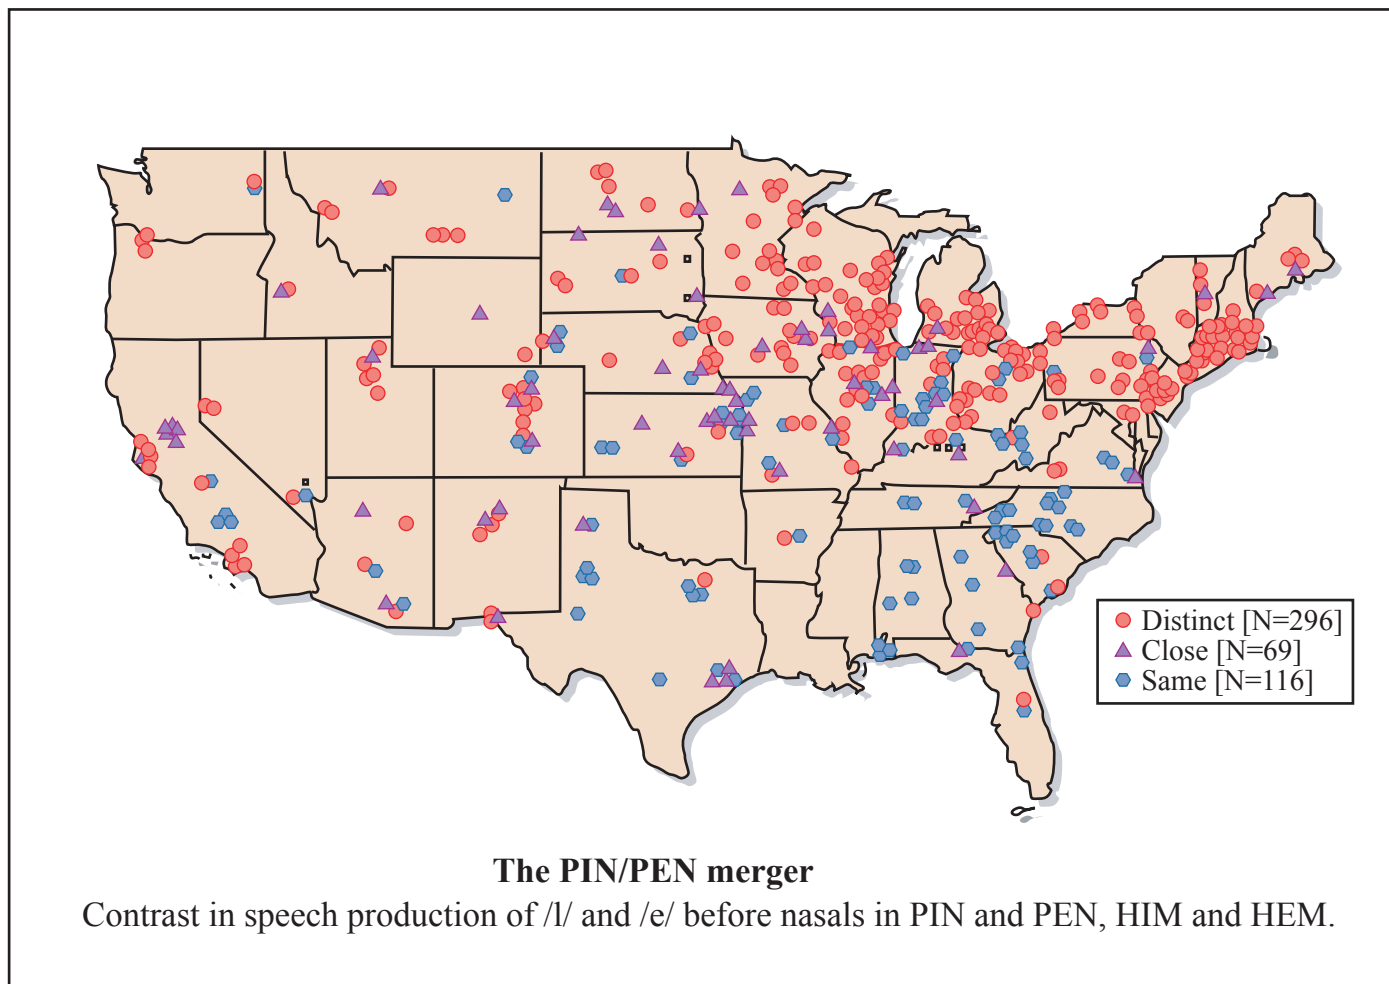 Distinct [N=296]
Close [N=69]
Same [N=116]
The PIN/PEN merger
Contrast in speech production of /l/ and /e/ before nasals in PIN and PEN, HIM and HEM.